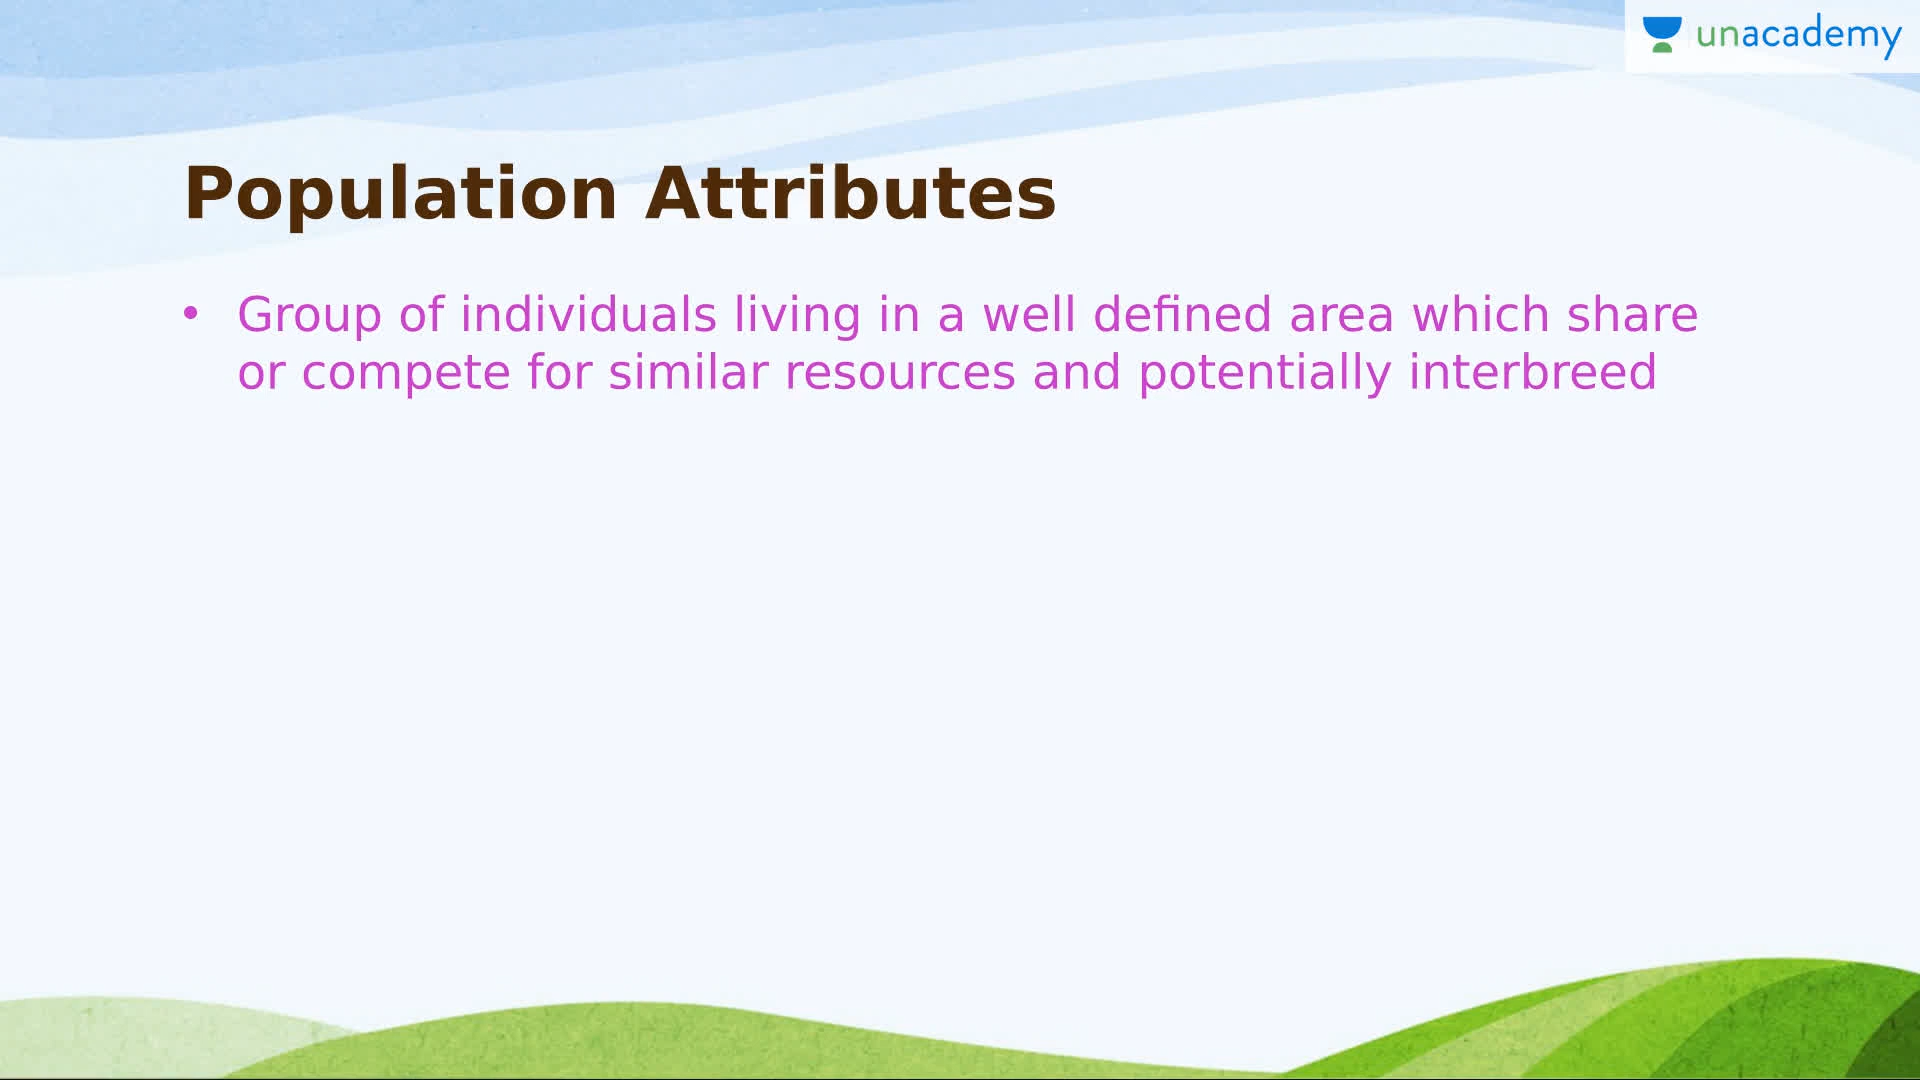 unacademy
Population Attributes
• Group of individuals living in a well defined area which share
or compete for similar resources and potentially interbreed